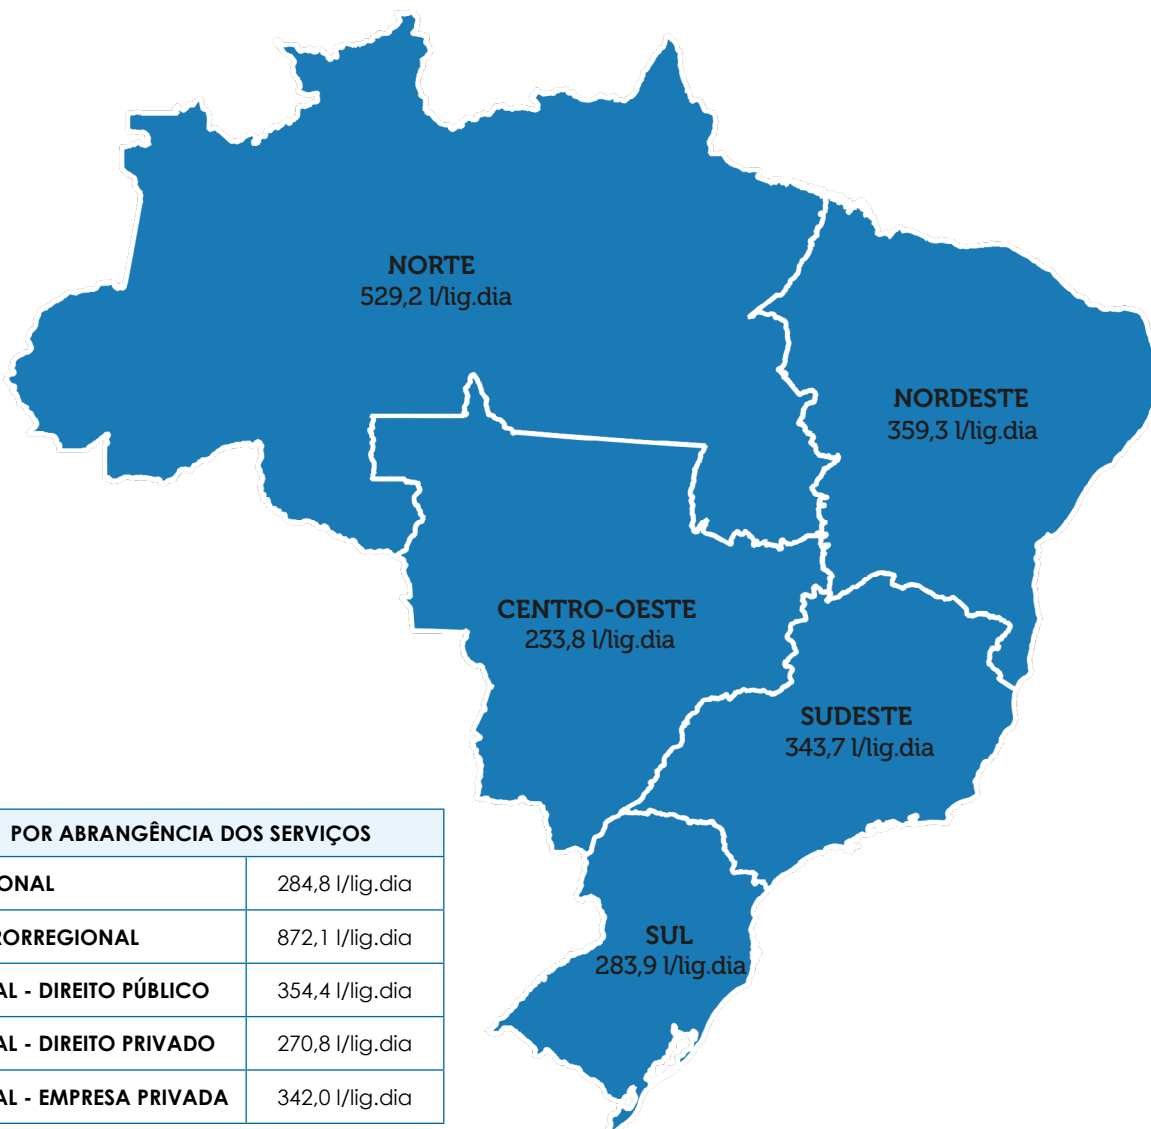 NORTE
529,2 l/lig.dia
NORDESTE
359,3 l/lig.dia
CENTRO-OESTE
233,8 l/lig.dia
SUDESTE
343,7 l/lig.dia
SUL
283,9 l/lig.dia
POR ABRANGÊNCIA DOS SERVIÇOS
ONAL 284,8 l/lig.dia
RORREGIONAL 872,1 l/lig.dia
AL - DIREITO PÚBLICO 354,4 l/lig.dia
AL - DIREITO PRIVADO 270,8 l/lig.dia
AL - EMPRESA PRIVADA 342,0 l/lig.dia